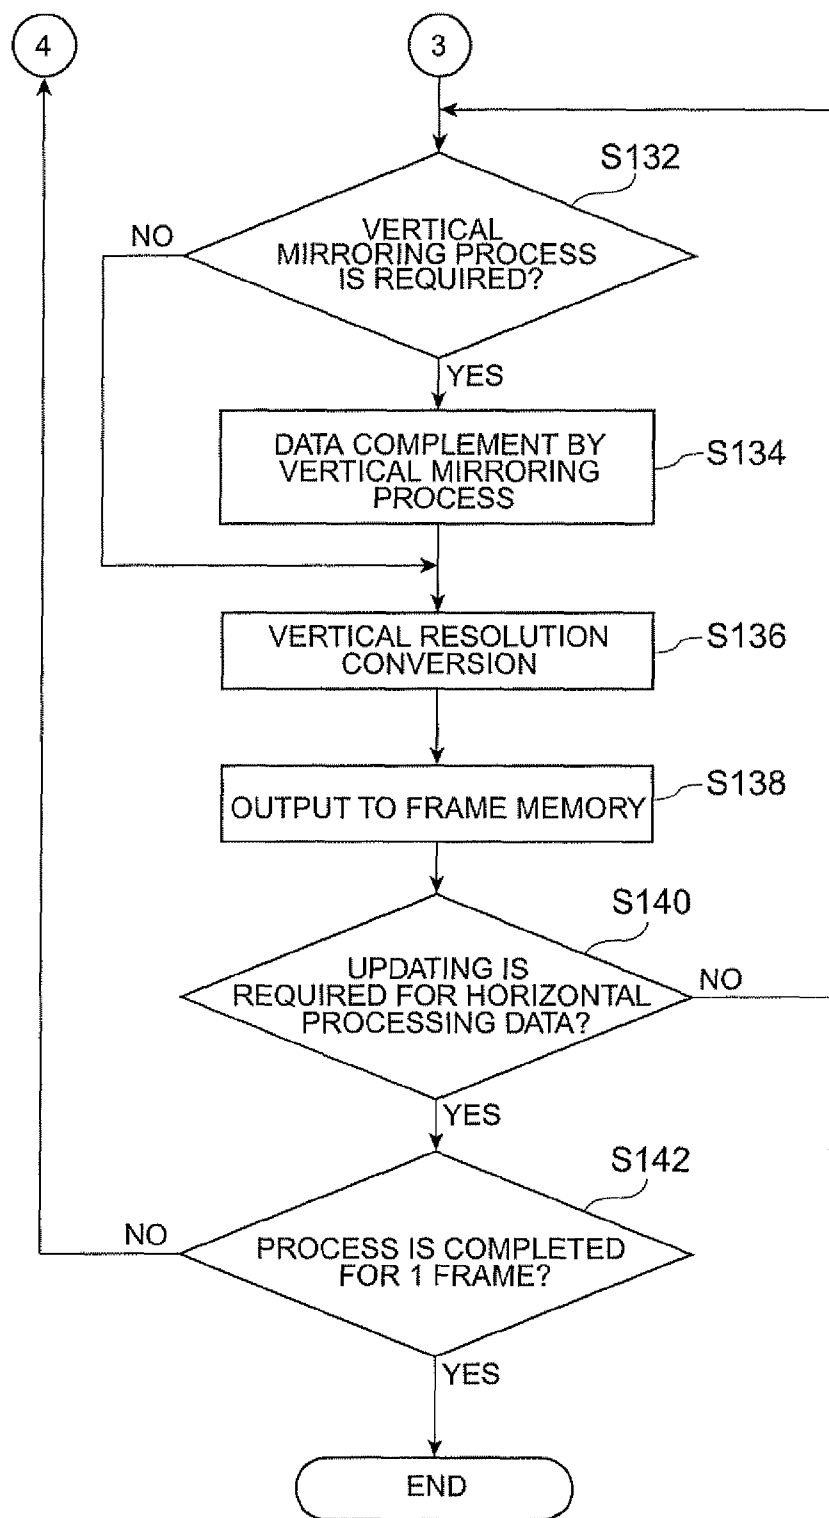 4
3
S132
VERTICAL
MIRRORING PROCESS
IS REQUIRED?
NO
YES
DATA COMPLEMENT BY
VERTICAL MIRRORING
PROCESS
S134
VERTICAL RESOLUTION
CONVERSION
S136
OUTPUT TO FRAME MEMORY
S138
S140
UPDATING IS
REQUIRED FOR HORIZONTAL
PROCESSING DATA?
NO
YES
S142
PROCESS IS COMPLETED
FOR 1 FRAME?
NO
YES
END